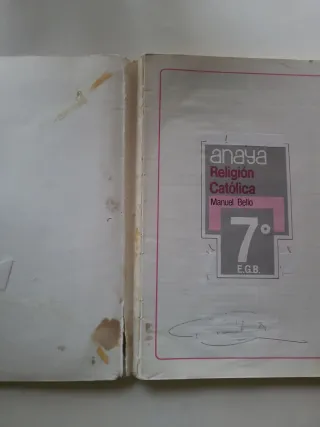 anaya
Religión
Católica
Manuel Bello
7º
E.G.B.